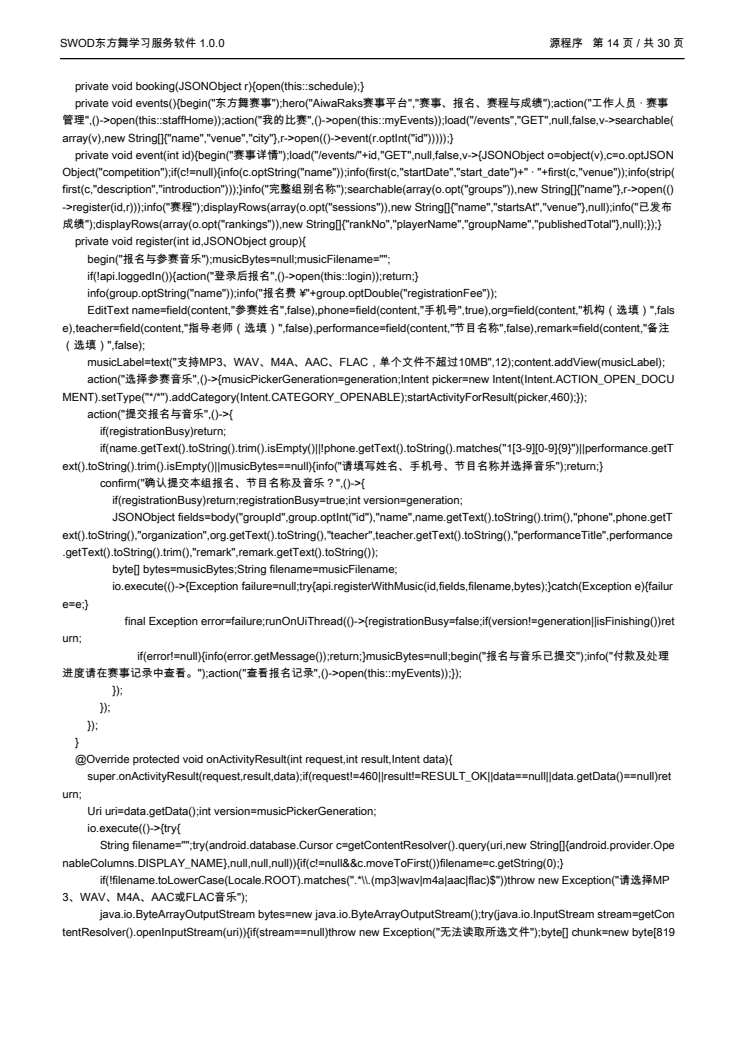 SWOD东方舞学习服务软件 1.0.0
源程序 第 14 页 / 共 30 页
private void booking(JSONObject r){open(this::schedule);}
private void events(){begin("东方舞赛事");hero("AiwaRaks赛事平台","赛事、报名、赛程与成绩");action("工作人员 · 赛事
管理",()->open(this::staffHome));action("我的比赛",()->open(this::myEvents));load("/events","GET",null,false,v->searchable(
array(v),new String[]{"name","venue","city"},r->open(()->event(r.optInt("id")))));}
private void event(int id){begin("赛事详情");load("/events/"+id,"GET",null,false,v->{JSONObject o=object(v),c=o.optJSON
Object("competition");if(c!=null){info(c.optString("name"));info(first(c,"startDate","start_date")+" · "+first(c,"venue"));info(strip(
first(c,"description","introduction")));}info("完整组别名称");searchable(array(o.opt("groups")),new String[]{"name"},r->open(()
->register(id,r)));info("赛程");displayRows(array(o.opt("sessions")),new String[]{"name","startsAt","venue"},null);info("已发布
成绩");displayRows(array(o.opt("rankings")),new String[]{"rankNo","playerName","groupName","publishedTotal"},null);});}
private void register(int id,JSONObject group){
begin("报名与参赛音乐");musicBytes=null;musicFilename="";
if(!api.loggedIn()){action("登录后报名",()->open(this::login));return;}
info(group.optString("name"));info("报名费 ¥"+group.optDouble("registrationFee"));
EditText name=field(content,"参赛姓名",false),phone=field(content,"手机号",true),org=field(content,"机构（选填）",fals
e),teacher=field(content,"指导老师（选填）",false),performance=field(content,"节目名称",false),remark=field(content,"备注
（选填）",false);
musicLabel=text("支持MP3、WAV、M4A、AAC、FLAC，单个文件不超过10MB",12);content.addView(musicLabel);
action("选择参赛音乐",()->{musicPickerGeneration=generation;Intent picker=new Intent(Intent.ACTION_OPEN_DOCU
MENT).setType("*/*").addCategory(Intent.CATEGORY_OPENABLE);startActivityForResult(picker,460);});
action("提交报名与音乐",()->{
if(registrationBusy)return;
if(name.getText().toString().trim().isEmpty()||!phone.getText().toString().matches("1[3-9][0-9]{9}")||performance.getT
ext().toString().trim().isEmpty()||musicBytes==null){info("请填写姓名、手机号、节目名称并选择音乐");return;}
confirm("确认提交本组报名、节目名称及音乐？",()->{
if(registrationBusy)return;registrationBusy=true;int version=generation;
JSONObject fields=body("groupId",group.optInt("id"),"name",name.getText().toString().trim(),"phone",phone.getT
ext().toString(),"organization",org.getText().toString(),"teacher",teacher.getText().toString(),"performanceTitle",performance
.getText().toString().trim(),"remark",remark.getText().toString());
byte[] bytes=musicBytes;String filename=musicFilename;
io.execute(()->{Exception failure=null;try{api.registerWithMusic(id,fields,filename,bytes);}catch(Exception e){failur
e=e;}
final Exception error=failure;runOnUiThread(()->{registrationBusy=false;if(version!=generation||isFinishing())ret
urn;
if(error!=null){info(error.getMessage());return;}musicBytes=null;begin("报名与音乐已提交");info("付款及处理
进度请在赛事记录中查看。");action("查看报名记录",()->open(this::myEvents));});
});
});
});
}
@Override protected void onActivityResult(int request,int result,Intent data){
super.onActivityResult(request,result,data);if(request!=460||result!=RESULT_OK||data==null||data.getData()==null)ret
urn;
Uri uri=data.getData();int version=musicPickerGeneration;
io.execute(()->{try{
String filename="";try(android.database.Cursor c=getContentResolver().query(uri,new String[]{android.provider.Ope
nableColumns.DISPLAY_NAME},null,null,null)){if(c!=null&&c.moveToFirst())filename=c.getString(0);}
if(!filename.toLowerCase(Locale.ROOT).matches(".*\\.(mp3|wav|m4a|aac|flac)$"))throw new Exception("请选择MP
3、WAV、M4A、AAC或FLAC音乐");
java.io.ByteArrayOutputStream bytes=new java.io.ByteArrayOutputStream();try(java.io.InputStream stream=getCon
tentResolver().openInputStream(uri)){if(stream==null)throw new Exception("无法读取所选文件");byte[] chunk=new byte[819